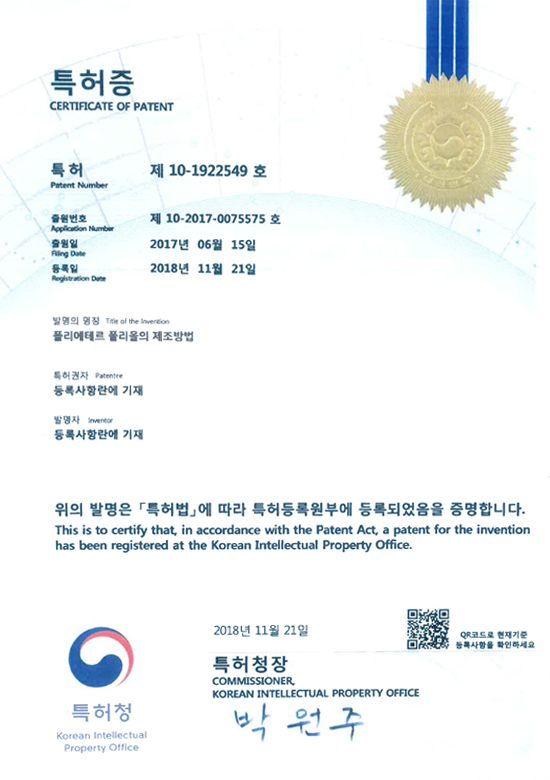 특허증
CERTIFICATE OF PATENT
특허 제 10-1922549 호
Patent Number
출원번호 제 10-2017-0075575 호
Application Number
출원일 2017년 06월 15일
Filing Date
등록일 2018년 11월 21일
Registration Date
발명의 명칭 Title of the Invention
폴리에테르 폴리올의 제조방법
특허권자 Patentee
등록사항란에 기재
발명자 Inventor
등록사항란에 기재
위의 발명은 「특허법」에 따라 특허등록원부에 등록되었음을 증명합니다.
This is to certify that, in accordance with the Patent Act, a patent for the invention
has been registered at the Korean Intellectual Property Office.
2018년 11월 21일
QR코드로 현재기준
등록사항을 확인하세요
특허청장
COMMISSIONER,
KOREAN INTELLECTUAL PROPERTY OFFICE
박원주
특허청
Korean Intellectual
Property Office